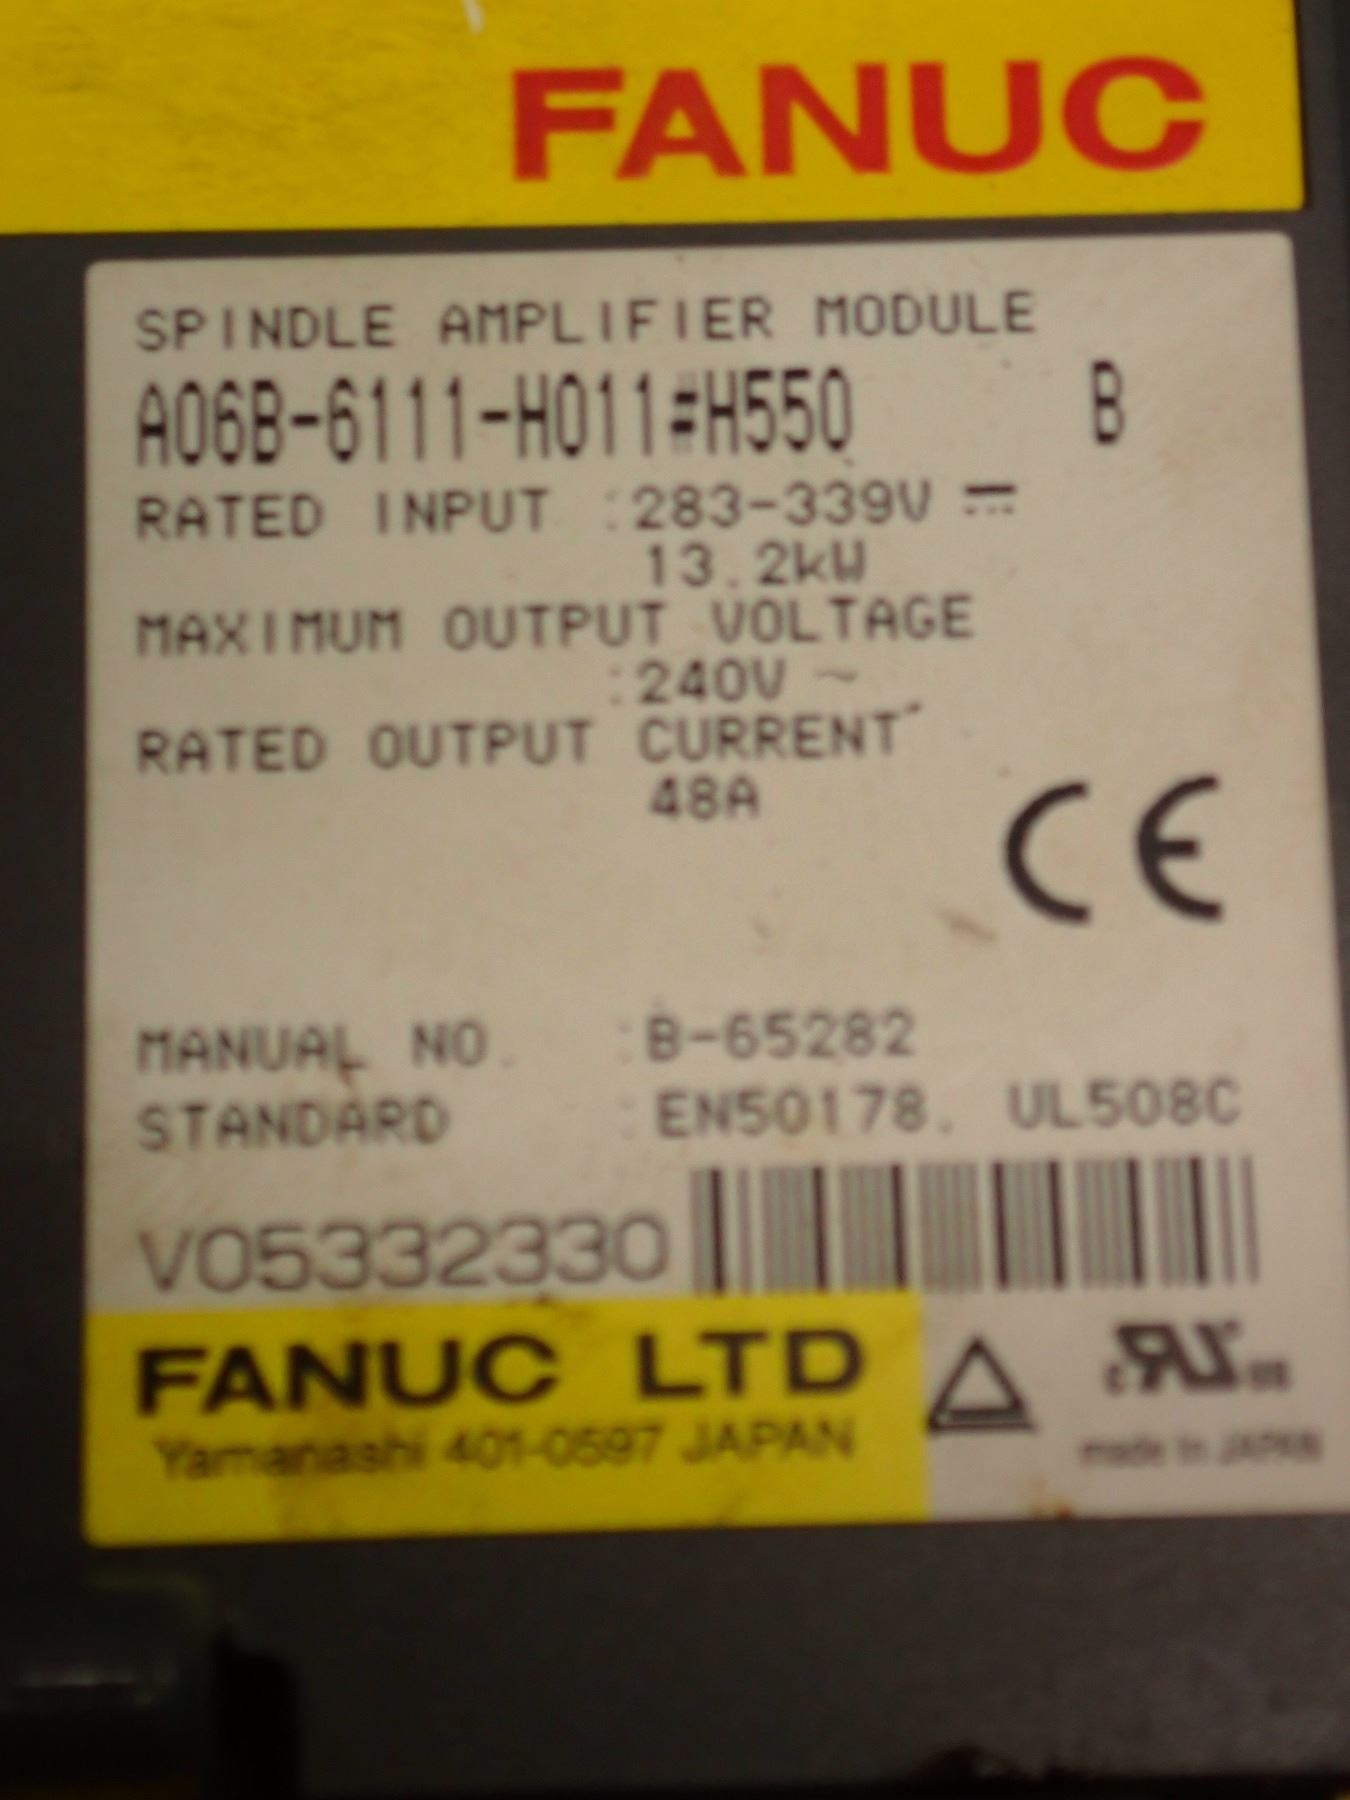 FANUC
SPINDLE AMPLIFIER MODULE
A06B-6111-H011#H550 B
RATED INPUT :283-339V ⎓
13.2kW
MAXIMUM OUTPUT VOLTAGE
:240V ~
RATED OUTPUT CURRENT
48A
CE
MANUAL NO. :B-65282
STANDARD :EN50178. UL508C
V05332330
FANUC LTD
Yamanashi 401-0597 JAPAN
c RU us
made in JAPAN